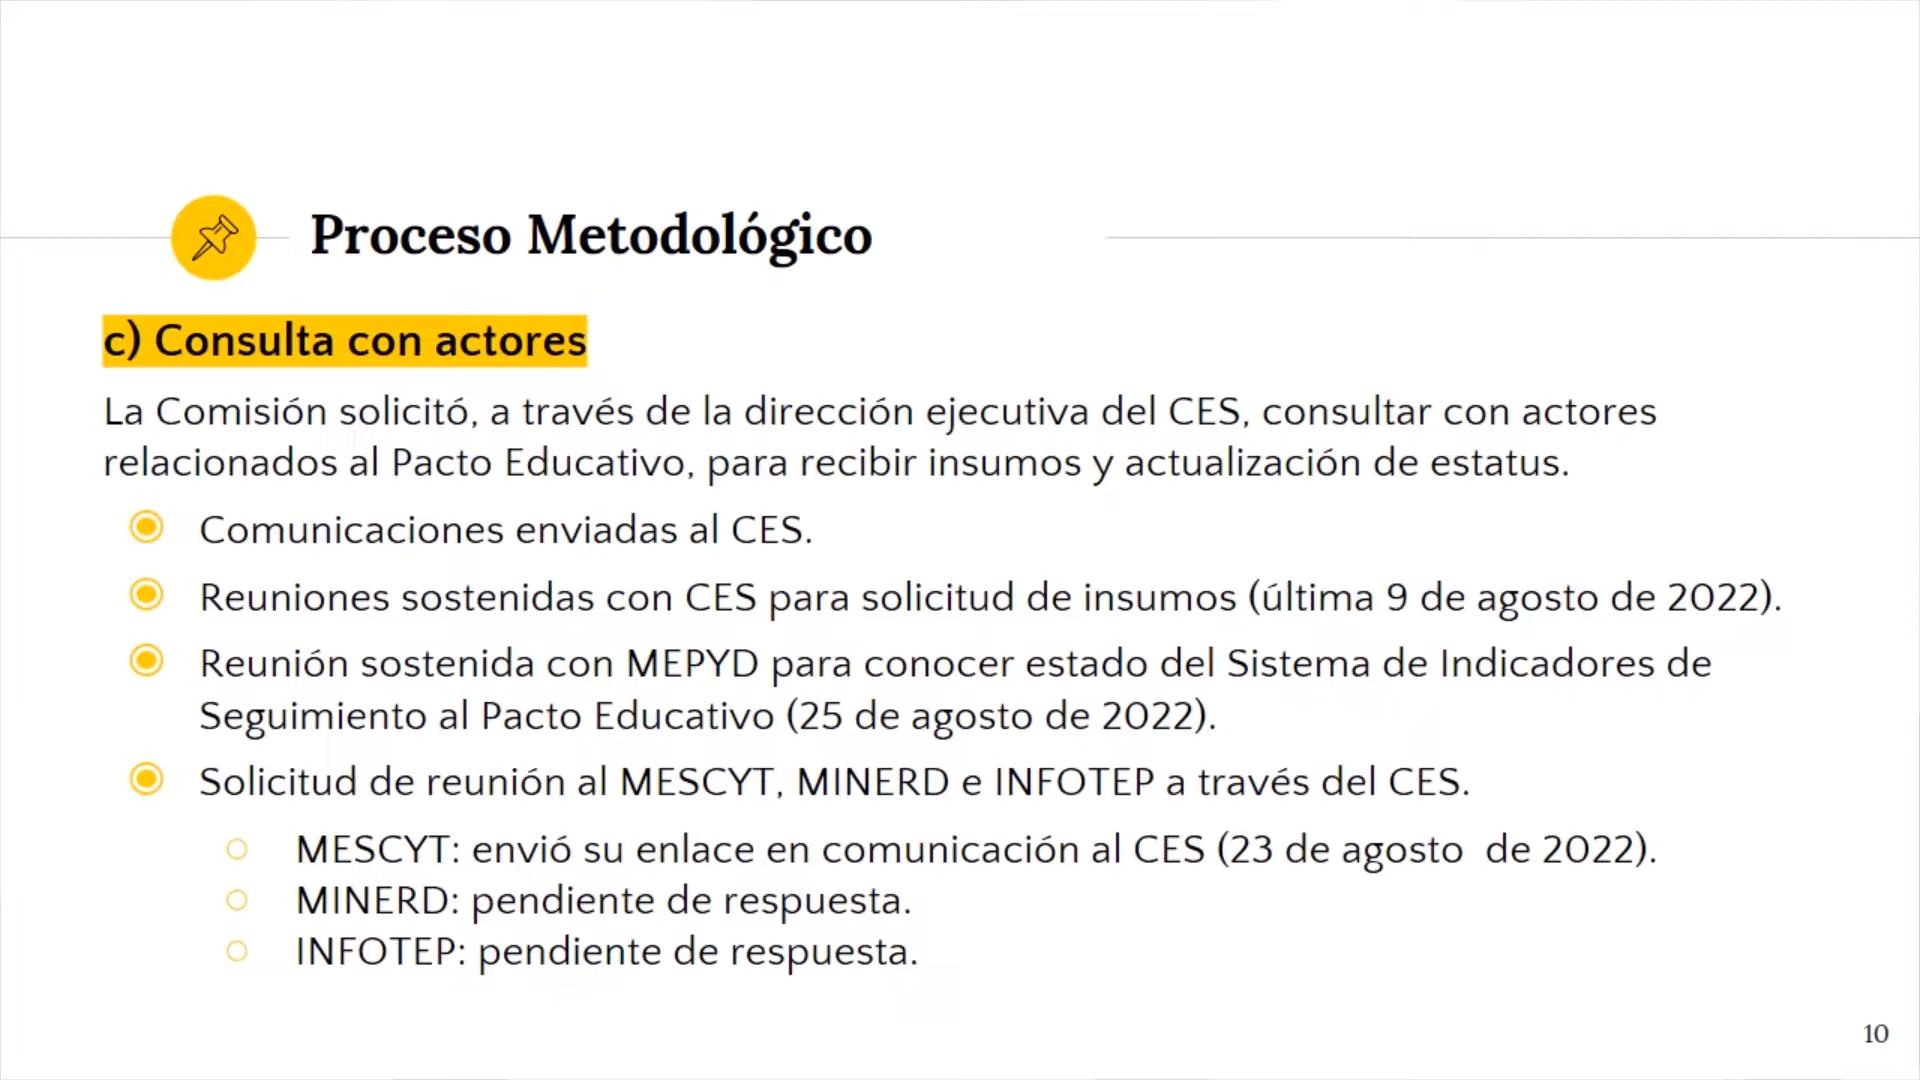 Proceso Metodológico
c) Consulta con actores
La Comisión solicitó, a través de la dirección ejecutiva del CES, consultar con actores
relacionados al Pacto Educativo, para recibir insumos y actualización de estatus.
Comunicaciones enviadas al CES.
Reuniones sostenidas con CES para solicitud de insumos (última 9 de agosto de 2022).
Reunión sostenida con MEPYD para conocer estado del Sistema de Indicadores de
Seguimiento al Pacto Educativo (25 de agosto de 2022).
Solicitud de reunión al MESCYT, MINERD e INFOTEP a través del CES.
MESCYT: envió su enlace en comunicación al CES (23 de agosto  de 2022).
MINERD: pendiente de respuesta.
INFOTEP: pendiente de respuesta.
10